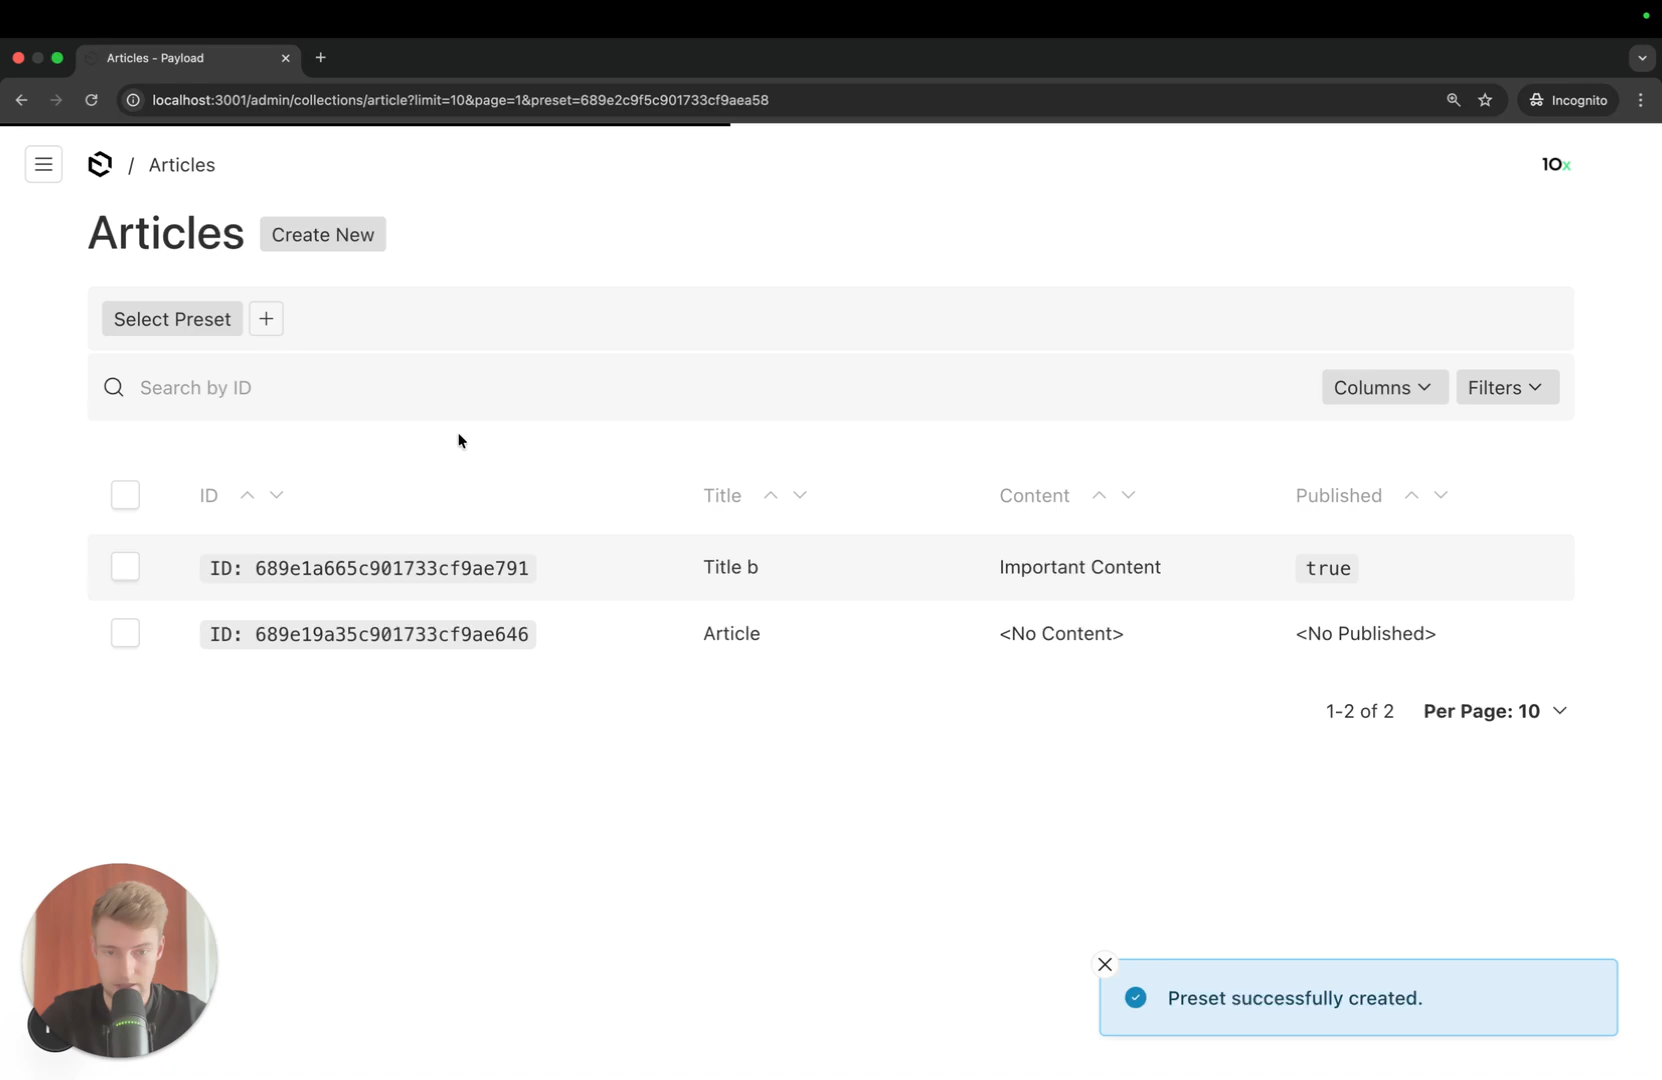 Articles - Payload
localhost:3001/admin/collections/article?limit=10&page=1&preset=689e2c9f5c901733cf9aea58
Incognito
/ Articles
10x
Articles
Create New
Select Preset
Search by ID
Columns
Filters
ID Title Content Published
ID: 689e1a665c901733cf9ae791 Title b Important Content true
ID: 689e19a35c901733cf9ae646 Article <No Content> <No Published>
1-2 of 2 Per Page: 10
Preset successfully created.